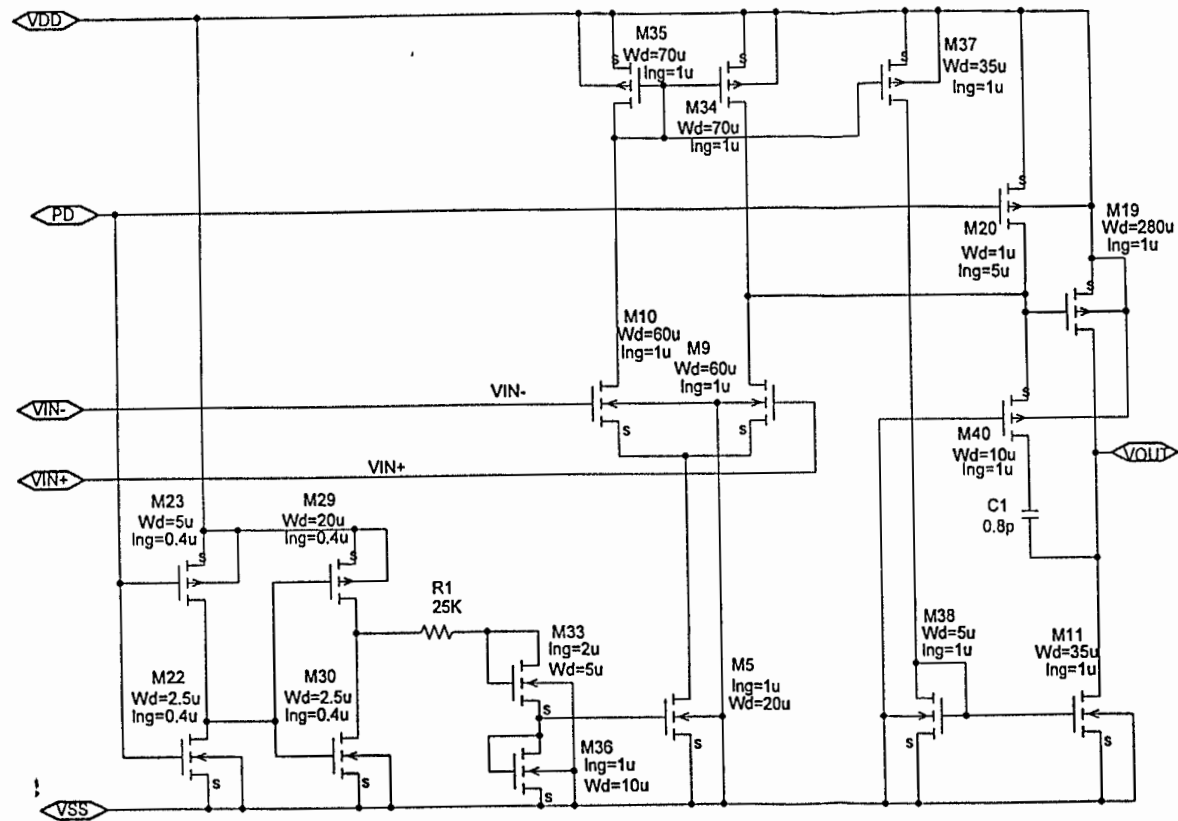 VDD
M35
Wd=70u
lng=1u
M34
Wd=70u
lng=1u
M37
Wd=35u
lng=1u
s
s
s
s
PD
M20
Wd=1u
lng=5u
M19
Wd=280u
lng=1u
s
M10
Wd=60u
lng=1u
M9
Wd=60u
lng=1u
VIN-
VIN-
s
s
s
M40
Wd=10u
lng=1u
VOUT
VIN+
VIN+
M23
Wd=5u
lng=0.4u
M29
Wd=20u
lng=0.4u
C1
0.8p
s
s
R1
25K
M33
lng=2u
Wd=5u
M38
Wd=5u
lng=1u
M11
Wd=35u
lng=1u
M22
Wd=2.5u
lng=0.4u
M30
Wd=2.5u
lng=0.4u
M5
lng=1u
Wd=20u
s
M36
lng=1u
Wd=10u
s
s
s
s
s
s
VSS